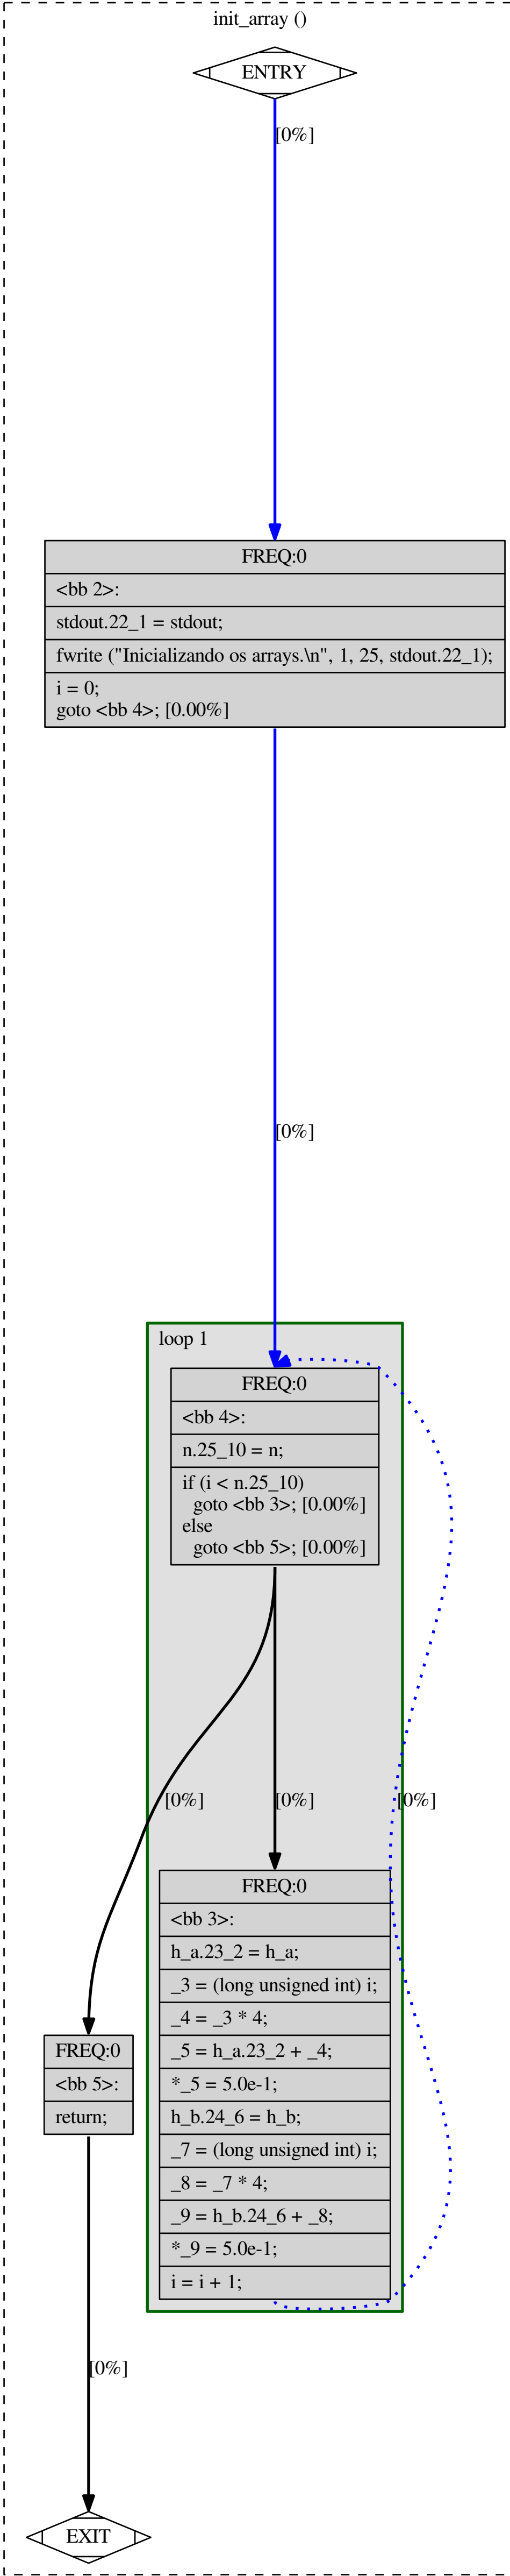 init_array ()
ENTRY
[0%]
FREQ:0
<bb 2>:
stdout.22_1 = stdout;
fwrite ("Inicializando os arrays.\n", 1, 25, stdout.22_1);
i = 0;
goto <bb 4>; [0.00%]
[0%]
loop 1
FREQ:0
<bb 4>:
n.25_10 = n;
if (i < n.25_10)
goto <bb 3>; [0.00%]
else
goto <bb 5>; [0.00%]
[0%]
[0%]
[0%]
FREQ:0
<bb 3>:
h_a.23_2 = h_a;
_3 = (long unsigned int) i;
_4 = _3 * 4;
_5 = h_a.23_2 + _4;
*_5 = 5.0e-1;
h_b.24_6 = h_b;
_7 = (long unsigned int) i;
_8 = _7 * 4;
_9 = h_b.24_6 + _8;
*_9 = 5.0e-1;
i = i + 1;
FREQ:0
<bb 5>:
return;
[0%]
EXIT